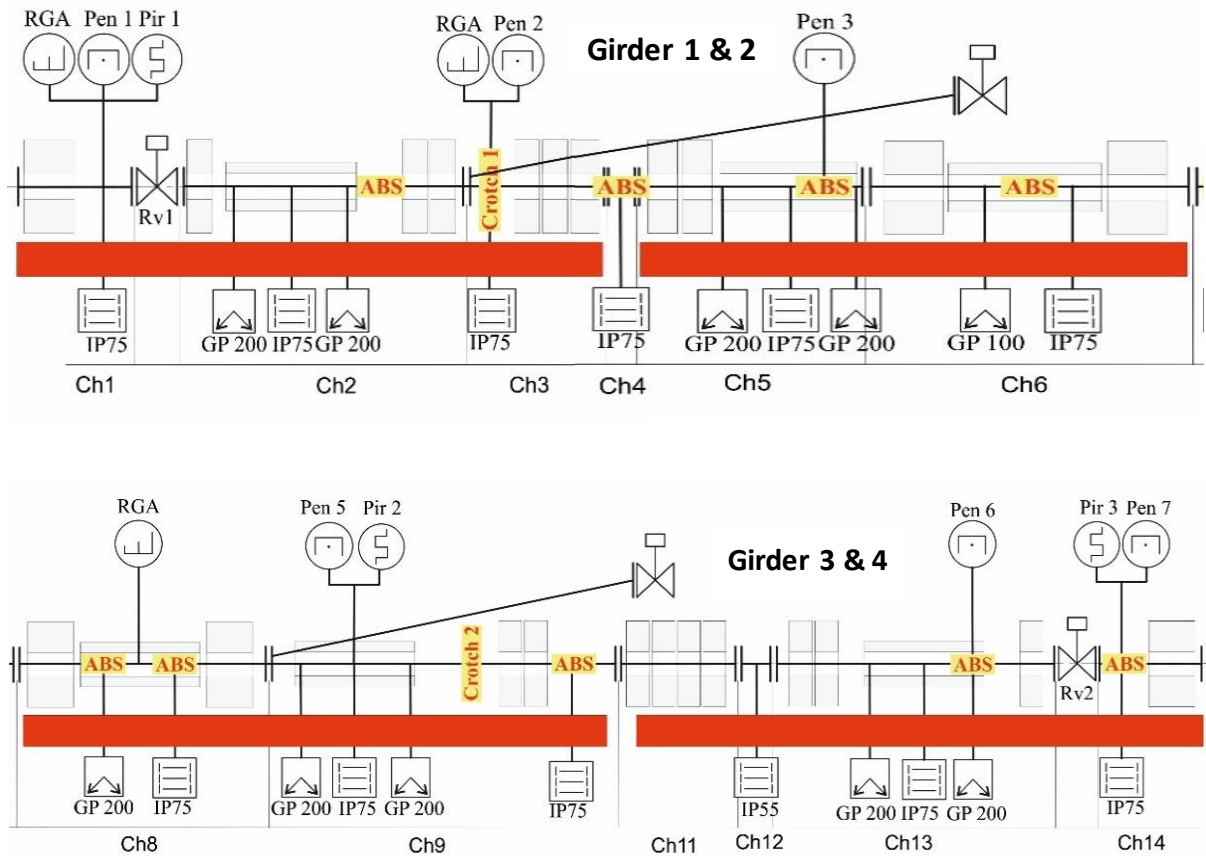 RGA Pen 1 Pir 1
RGA Pen 2
Girder 1 & 2
Pen 3
Rv1
ABS
Crotch 1
ABS
ABS
ABS
IP75
GP 200 IP75 GP 200
IP75
IP75
GP 200 IP75 GP 200
GP 100 IP75
Ch1 Ch2 Ch3 Ch4 Ch5 Ch6
RGA
Pen 5 Pir 2
Girder 3 & 4
Pen 6
Pir 3 Pen 7
ABS ABS
Crotch 2
ABS
ABS
Rv2
ABS
GP 200 IP75
GP 200 IP75 GP 200
IP75
IP55
GP 200 IP75 GP 200
IP75
Ch8 Ch9 Ch11 Ch12 Ch13 Ch14